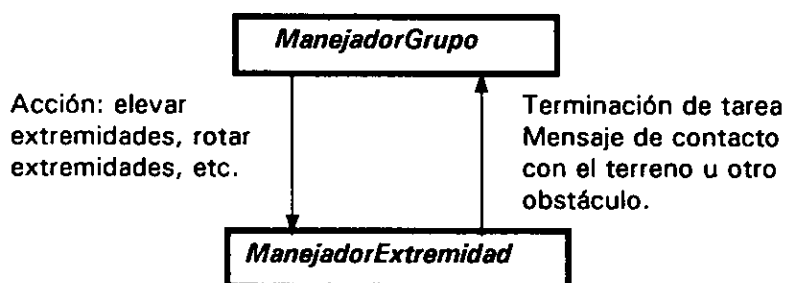 ManejadorGrupo
Acción: elevar
extremidades, rotar
extremidades, etc.
Terminación de tarea
Mensaje de contacto
con el terreno u otro
obstáculo.
ManejadorExtremidad